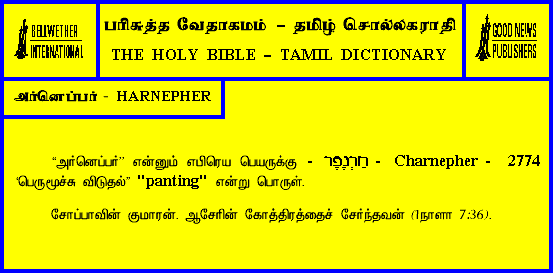 BELLWETHER
INTERNATIONAL
பரிசுத்த வேதாகமம் – தமிழ் சொல்லகராதி
THE HOLY BIBLE – TAMIL DICTIONARY
GOOD NEWS
PUBLISHERS
அர்னெப்பர் - HARNEPHER
“அர்னெப்பர்” என்னும் எபிரெய பெயருக்கு - חַרְנֶפֶר - Charnepher - 2774
“பெருமூச்சு விடுதல்” "panting" என்று பொருள்.
சோப்பாவின் குமாரன். ஆசேரின் கோத்திரத்தைச் சேர்ந்தவன் (1நாளா 7:36).